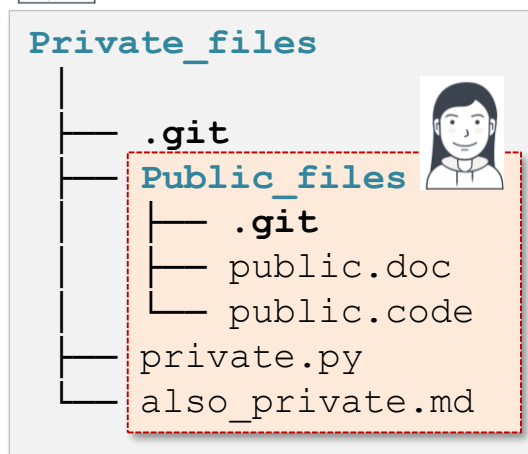 Private_files
│
├── .git
├── Public_files
│   ├── .git
│   ├── public.doc
│   └── public.code
├── private.py
└── also_private.md